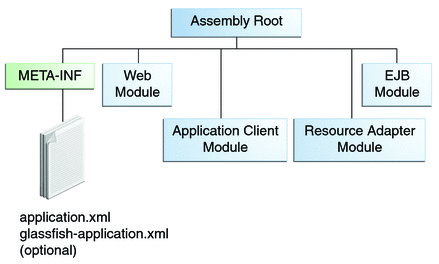 Assembly Root
META-INF
Web
Module
EJB
Module
Application Client
Module
Resource Adapter
Module
application.xml
glassfish-application.xml
(optional)